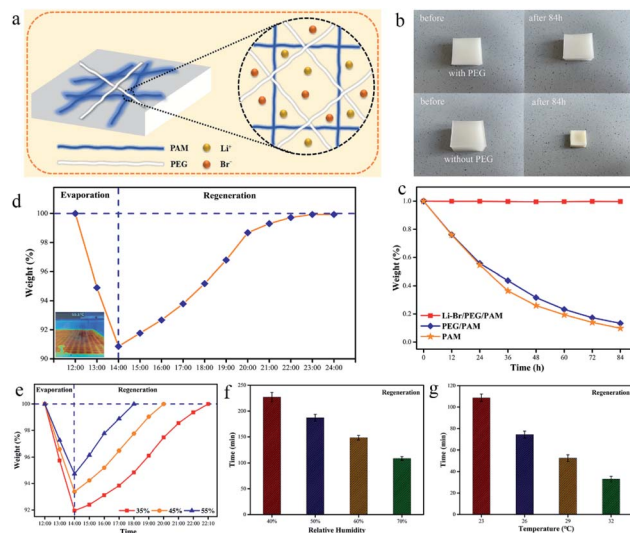 a
PAM
Li⁺
PEG
Br⁻
b
before
after 84h
with PEG
before
after 84h
without PEG
d
Evaporation
Regeneration
100
98
96
94
92
90
Weight (%)
12:00 13:00 14:00 15:00 16:00 17:00 18:00 19:00 20:00 21:00 22:00 23:00 24:00
c
1.0
0.8
0.6
0.4
0.2
0.0
Weight (%)
Li-Br/PEG/PAM
PEG/PAM
PAM
0 12 24 36 48 60 72 84
Time (h)
e
Evaporation
Regeneration
100
98
96
94
92
Weight (%)
35% 45% 55%
12:00 13:00 14:00 15:00 16:00 17:00 18:00 19:00 20:00 21:00 22:10
Time
f
Regeneration
300
250
200
150
100
50
0
Time (min)
40% 50% 60% 70%
Relative Humidity
g
Regeneration
140
120
100
80
60
40
20
0
Time (min)
23 26 29 32
Temperature (°C)